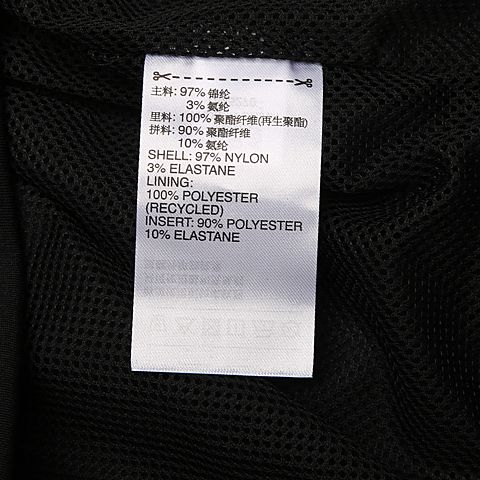 主料: 97% 锦纶
3% 氨纶
里料: 100% 聚酯纤维(再生聚酯)
拼料: 90% 聚酯纤维
10% 氨纶
SHELL: 97% NYLON
3% ELASTANE
LINING:
100% POLYESTER
(RECYCLED)
INSERT: 90% POLYESTER
10% ELASTANE